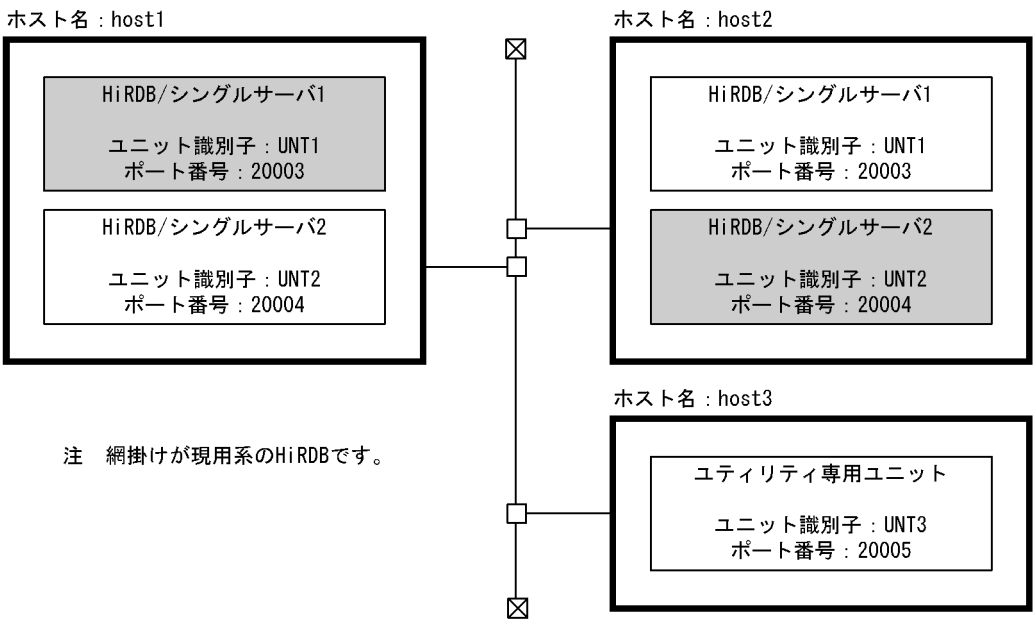 ホスト名：host1
HiRDB/シングルサーバ1
ユニット識別子：UNT1
ポート番号：20003
HiRDB/シングルサーバ2
ユニット識別子：UNT2
ポート番号：20004
ホスト名：host2
HiRDB/シングルサーバ1
ユニット識別子：UNT1
ポート番号：20003
HiRDB/シングルサーバ2
ユニット識別子：UNT2
ポート番号：20004
ホスト名：host3
ユティリティ専用ユニット
ユニット識別子：UNT3
ポート番号：20005
注　網掛けが現用系のHiRDBです。